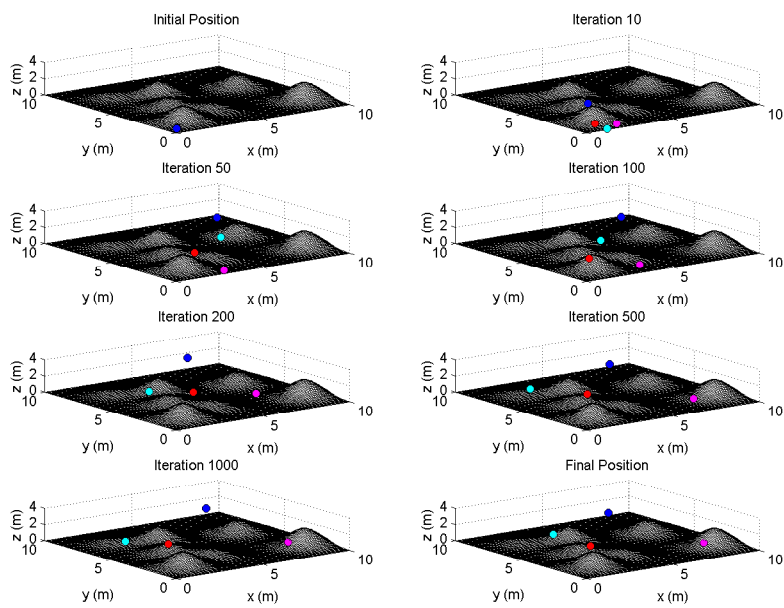 Initial Position
4
2
0
10
5
0
0
5
10
z (m)
y (m)
x (m)
Iteration 10
4
2
0
10
5
0
0
5
10
z (m)
y (m)
x (m)
Iteration 50
4
2
0
10
5
0
0
5
10
z (m)
y (m)
x (m)
Iteration 100
4
2
0
10
5
0
0
5
10
z (m)
y (m)
x (m)
Iteration 200
4
2
0
10
5
0
0
5
10
z (m)
y (m)
x (m)
Iteration 500
4
2
0
10
5
0
0
5
10
z (m)
y (m)
x (m)
Iteration 1000
4
2
0
10
5
0
0
5
10
z (m)
y (m)
x (m)
Final Position
4
2
0
10
5
0
0
5
10
z (m)
y (m)
x (m)